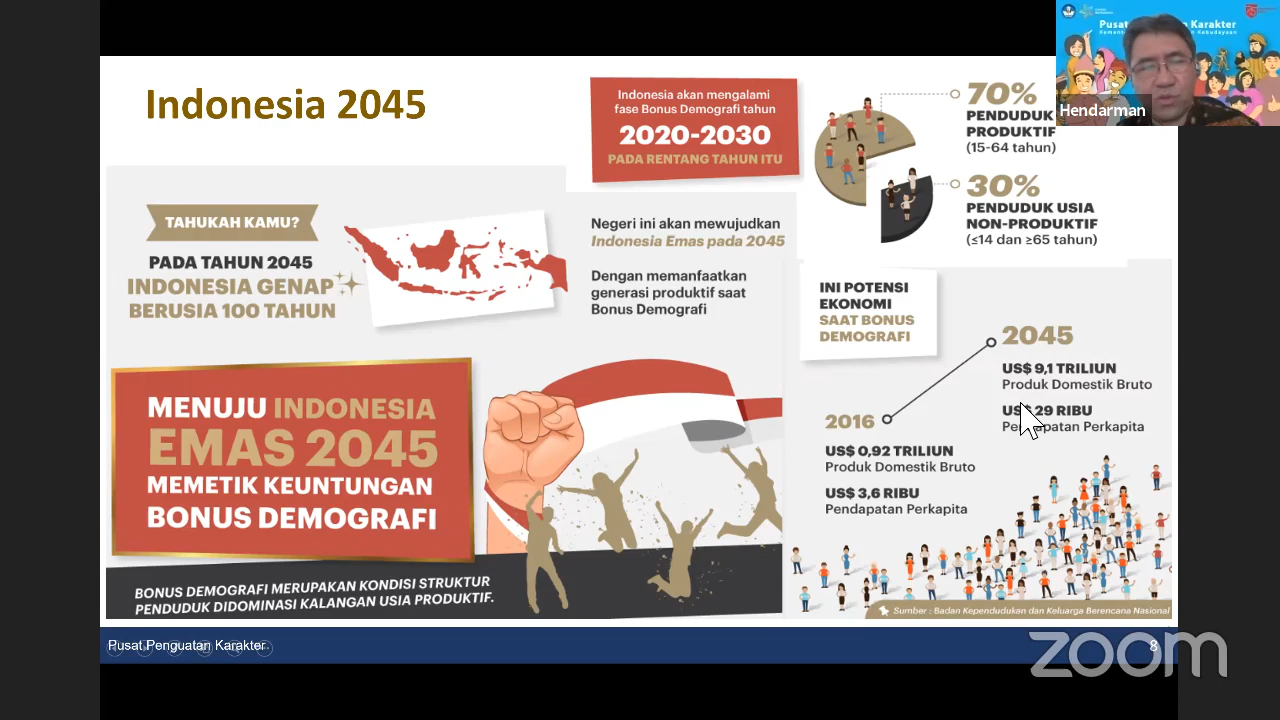 Indonesia 2045
Indonesia akan mengalami
fase Bonus Demografi tahun
2020-2030
PADA RENTANG TAHUN ITU
70%
PENDUDUK
PRODUKTIF
(15-64 tahun)
30%
PENDUDUK USIA
NON-PRODUKTIF
(≤14 dan ≥65 tahun)
TAHUKAH KAMU?
PADA TAHUN 2045
INDONESIA GENAP
BERUSIA 100 TAHUN
Negeri ini akan mewujudkan
Indonesia Emas pada 2045
Dengan memanfaatkan
generasi produktif saat
Bonus Demografi
INI POTENSI
EKONOMI
SAAT BONUS
DEMOGRAFI
2045
US$ 9,1 TRILIUN
Produk Domestik Bruto
US$ 29 RIBU
Pendapatan Perkapita
2016
US$ 0,92 TRILIUN
Produk Domestik Bruto
US$ 3,6 RIBU
Pendapatan Perkapita
MENUJU INDONESIA
EMAS 2045
MEMETIK KEUNTUNGAN
BONUS DEMOGRAFI
BONUS DEMOGRAFI MERUPAKAN KONDISI STRUKTUR
PENDUDUK DIDOMINASI KALANGAN USIA PRODUKTIF.
Sumber : Badan Kependudukan dan Keluarga Berencana Nasional
Pusat Penguatan Karakter
8
zoom
Pusat Karakter
Hendarman